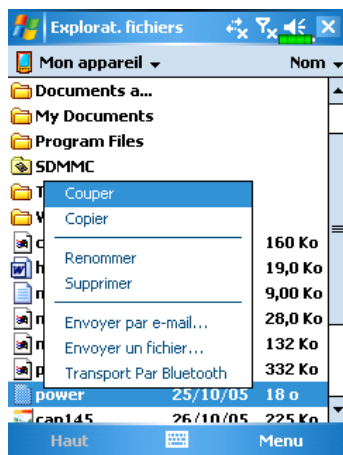 Explorat. fichiers
Mon appareil Nom
Documents a...
My Documents
Program Files
SDMMC
T
Couper
Copier
Renommer
Supprimer
Envoyer par e-mail...
Envoyer un fichier...
Transport Par Bluetooth
160 Ko
19,0 Ko
9,00 Ko
28,0 Ko
132 Ko
332 Ko
power 25/10/05 18 o
cap145 26/10/05 225 Ko
Haut Menu